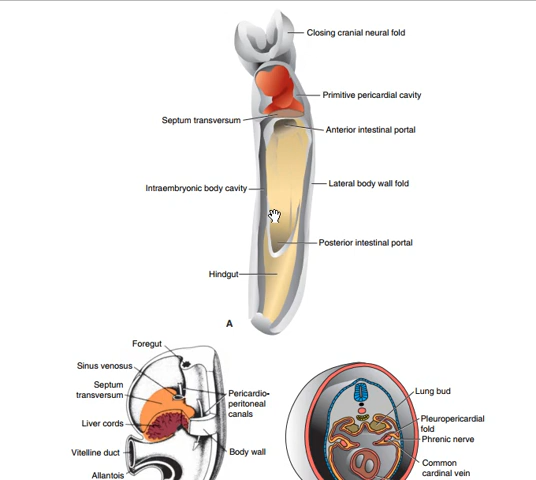 Closing cranial neural fold
Primitive pericardial cavity
Septum transversum
Anterior intestinal portal
Intraembryonic body cavity
Lateral body wall fold
Posterior intestinal portal
Hindgut
A
Foregut
Sinus venosus
Septum
transversum
Liver cords
Vitelline duct
Allantois
Pericardio-
peritoneal
canals
Body wall
Lung bud
Pleuropericardial
fold
Phrenic nerve
Common
cardinal vein